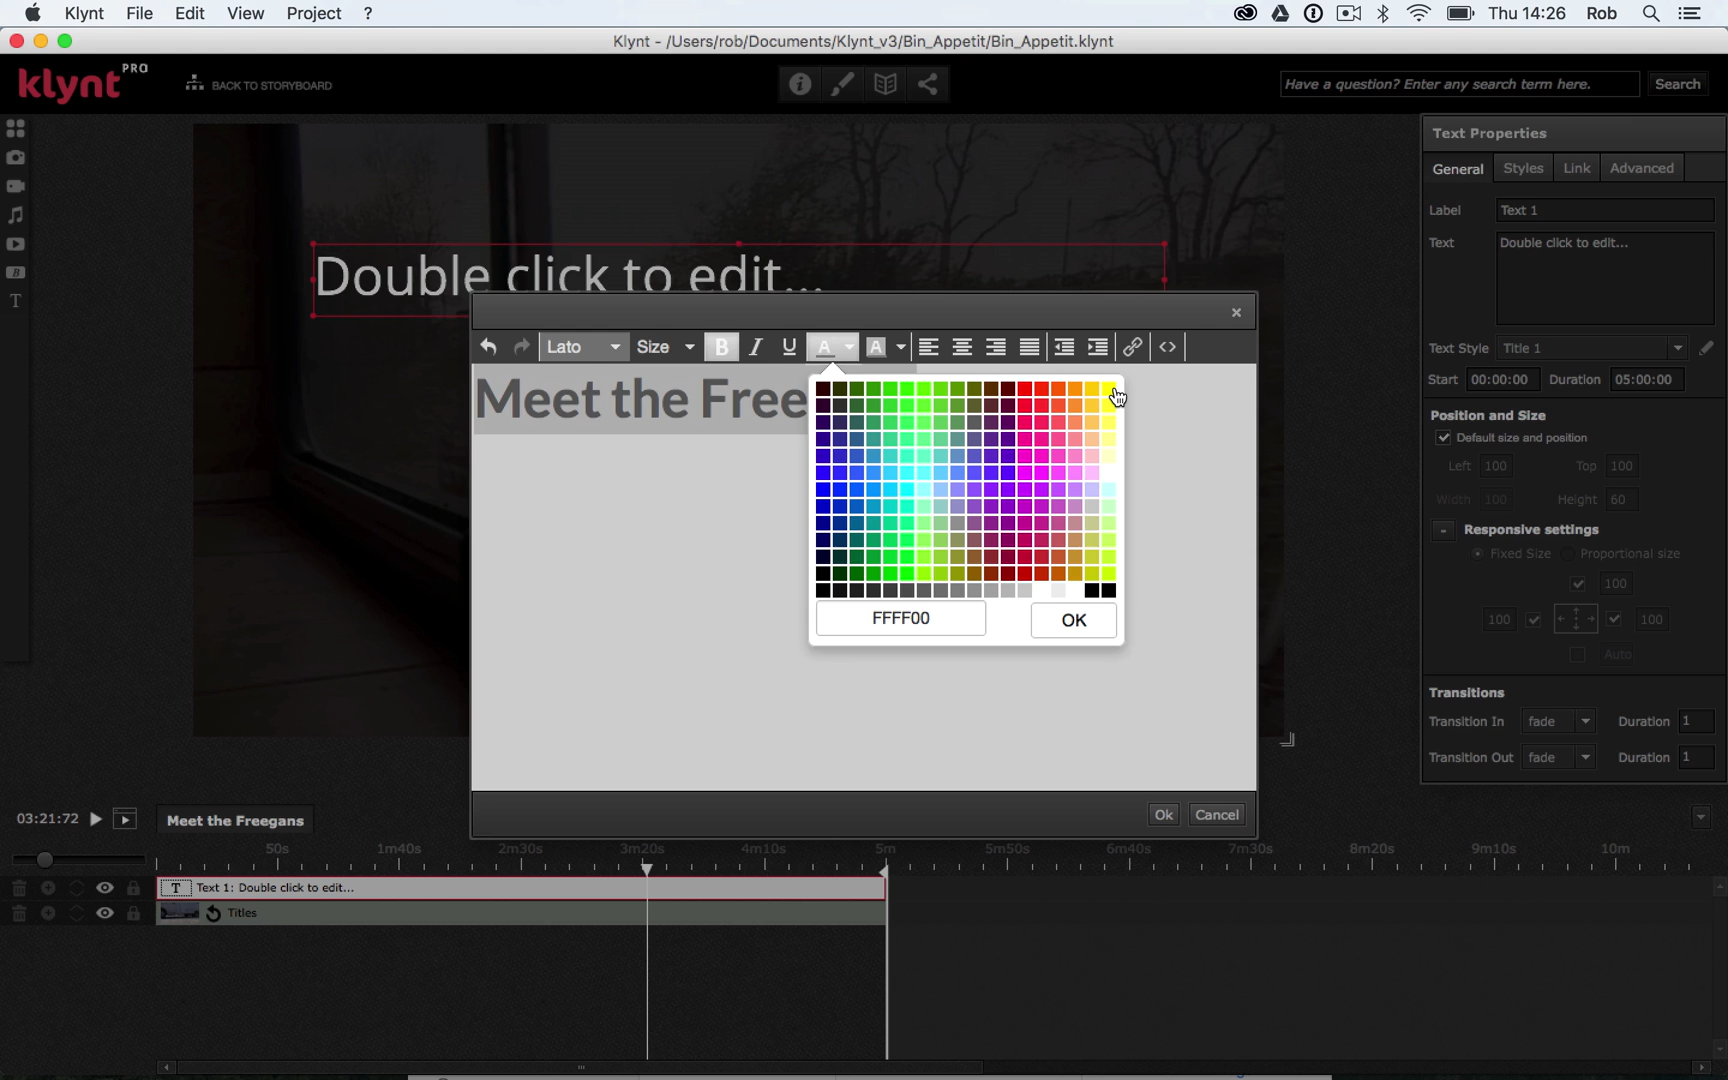 Klynt File Edit View Project ? Thu 14:26 Rob
Klynt - /Users/rob/Documents/Klynt_v3/Bin_Appetit/Bin_Appetit.klynt
klynt PRO
BACK TO STORYBOARD
Have a question? Enter any search term here. Search
Text Properties
General Styles Link Advanced
Label Text 1
Text Double click to edit...
Double click to edit...
×
Lato Size B I U A A
Meet the Free
FFFF00 OK
Ok Cancel
Text Style Title 1
Start 00:00:00 Duration 05:00:00
Position and Size
Default size and position
Left 100 Top 100
Width 100 Height 60
- Responsive settings
Fixed Size Proportional size
100
100 100
Auto
Transitions
Transition In fade Duration 1
Transition Out fade Duration 1
03:21:72 Meet the Freegans
50s 1m40s 2m30s 3m20s 4m10s 5m 5m50s 6m40s 7m30s 8m20s 9m10s 10m
T Text 1: Double click to edit...
Titles